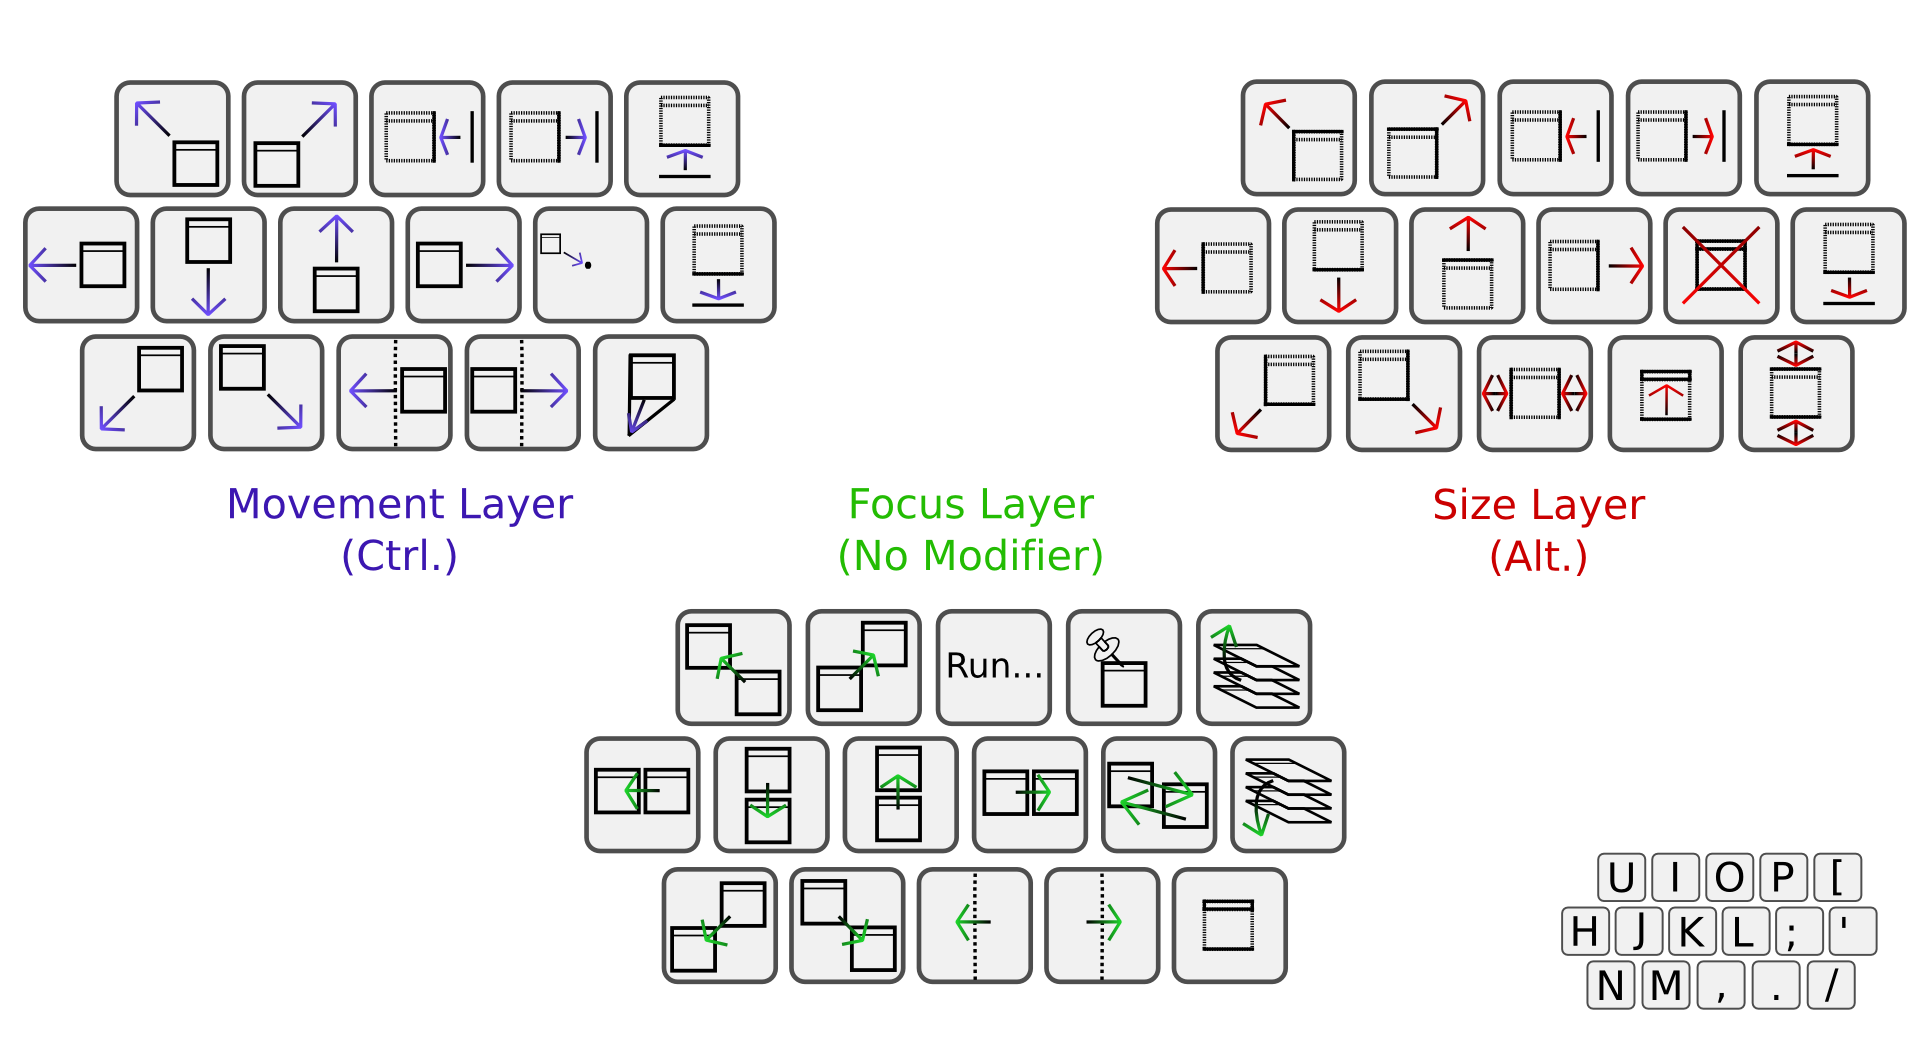 Movement Layer
(Ctrl.)
Focus Layer
(No Modifier)
Size Layer
(Alt.)
Run...
U I O P [
H J K L ; '
N M , . /